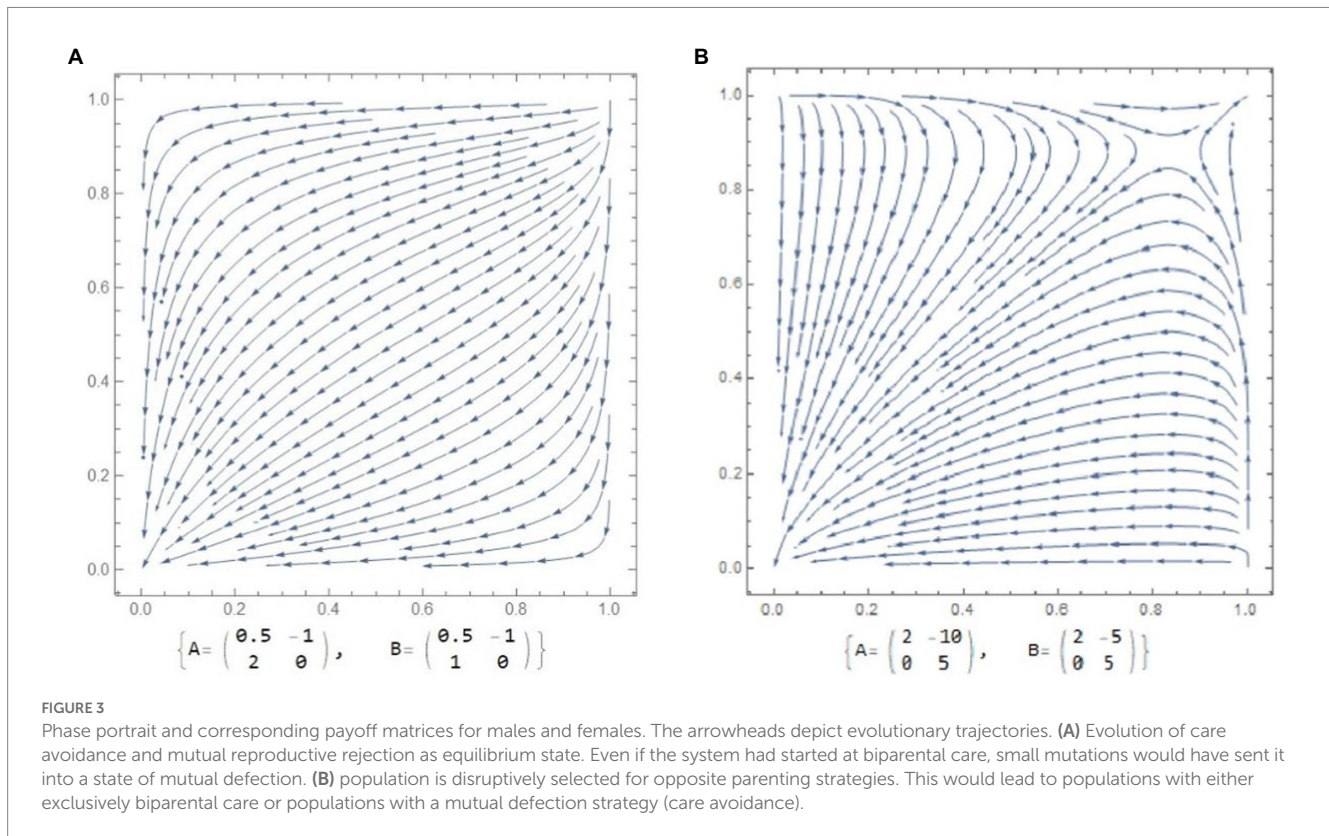 A
B
1.0
0.8
0.6
0.4
0.2
0.0
0.0 0.2 0.4 0.6 0.8 1.0
{A= (0.5 -1
2 0), B= (0.5 -1
1 0)}
1.0
0.8
0.6
0.4
0.2
0.0
0.0 0.2 0.4 0.6 0.8 1.0
{A= (2 -10
0 5), B= (2 -5
0 5)}
FIGURE 3
Phase portrait and corresponding payoff matrices for males and females. The arrowheads depict evolutionary trajectories. (A) Evolution of care
avoidance and mutual reproductive rejection as equilibrium state. Even if the system had started at biparental care, small mutations would have sent it
into a state of mutual defection. (B) population is disruptively selected for opposite parenting strategies. This would lead to populations with either
exclusively biparental care or populations with a mutual defection strategy (care avoidance).